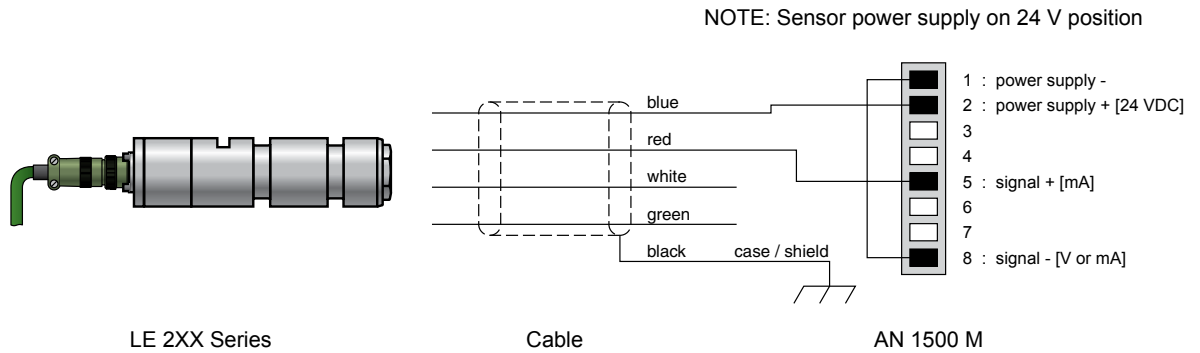 NOTE: Sensor power supply on 24 V position
1 : power supply -
2 : power supply + [24 VDC]
3
4
5 : signal + [mA]
6
7
8 : signal - [V or mA]
blue
red
white
green
black case / shield
LE 2XX Series
Cable
AN 1500 M